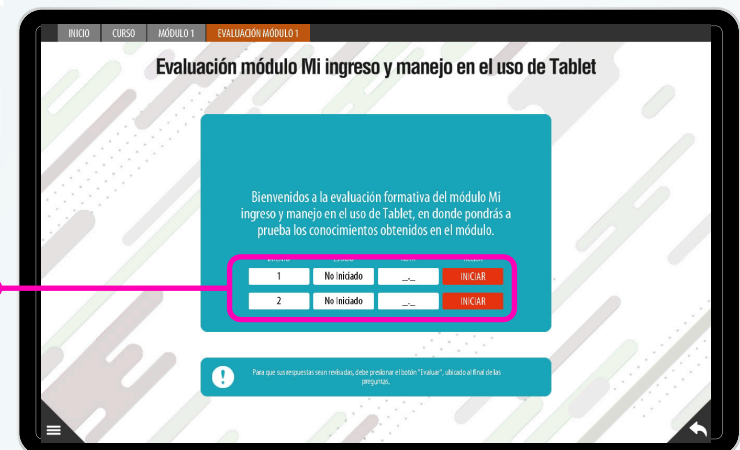 INICIO CURSO MÓDULO 1 EVALUACIÓN MÓDULO 1
Evaluación módulo Mi ingreso y manejo en el uso de Tablet
Bienvenidos a la evaluación formativa del módulo Mi
ingreso y manejo en el uso de Tablet, en donde pondrás a
prueba los conocimientos obtenidos en el módulo.
1 No Iniciado _._ INICIAR
2 No Iniciado _._ INICIAR
Para que sus respuestas sean revisadas, debe presionar el botón "Evaluar", ubicado al final de las
preguntas.